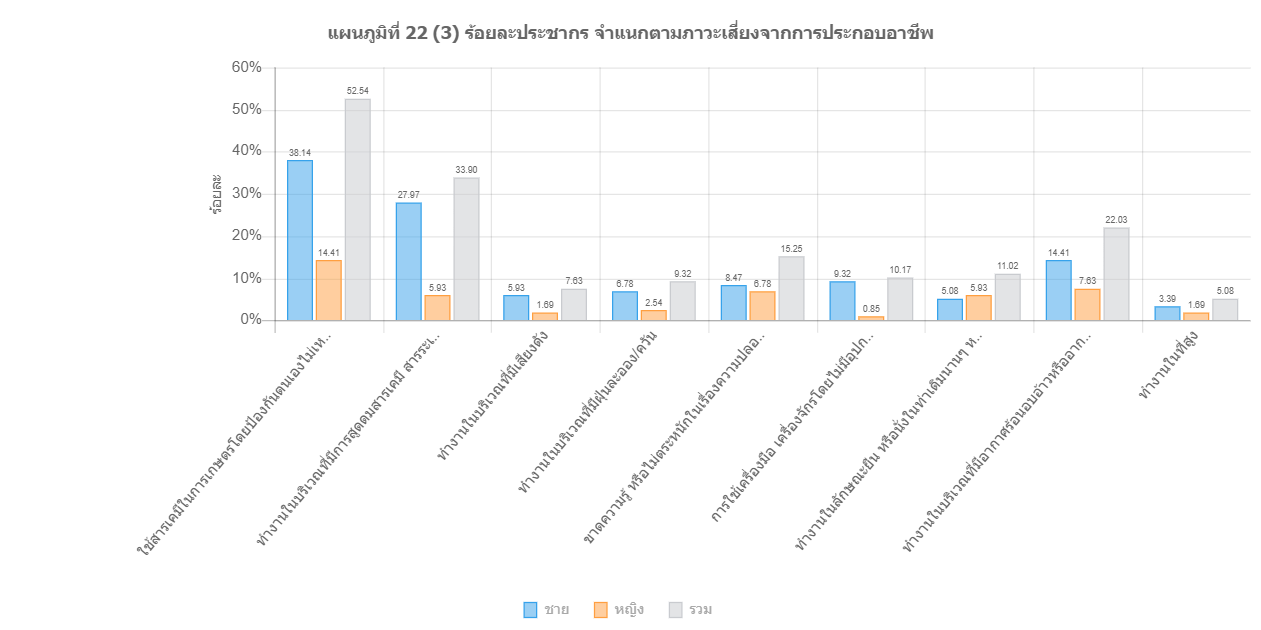 แผนภูมิที่ 22 (3) ร้อยละประชากร จำแนกตามภาวะเสี่ยงจากการประกอบอาชีพ
ร้อยละ
60%
50%
40%
30%
20%
10%
0%
38.14
14.41
52.54
27.97
5.93
33.90
5.93
1.69
7.63
6.78
2.54
9.32
8.47
6.78
15.25
9.32
0.85
10.17
5.08
5.93
11.02
14.41
7.63
22.03
3.39
1.69
5.08
ใช้สารเคมีในการเกษตรโดยป้องกันตนเองไม่เห..
ทำงานในบริเวณที่มีการสูดดมสารเคมี สารระเ..
ทำงานในบริเวณที่มีเสียงดัง
ทำงานในบริเวณที่มีฝุ่นละออง/ควัน
ขาดความรู้ หรือไม่ตระหนักในเรื่องความปลอ..
การใช้เครื่องมือ เครื่องจักรโดยไม่มีอุปก..
ทำงานในลักษณะยืน หรือนั่งในท่าเดิมนานๆ ห..
ทำงานในบริเวณที่มีอากาศร้อนอบอ้าวหรืออาก..
ทำงานในที่สูง
ชาย หญิง รวม